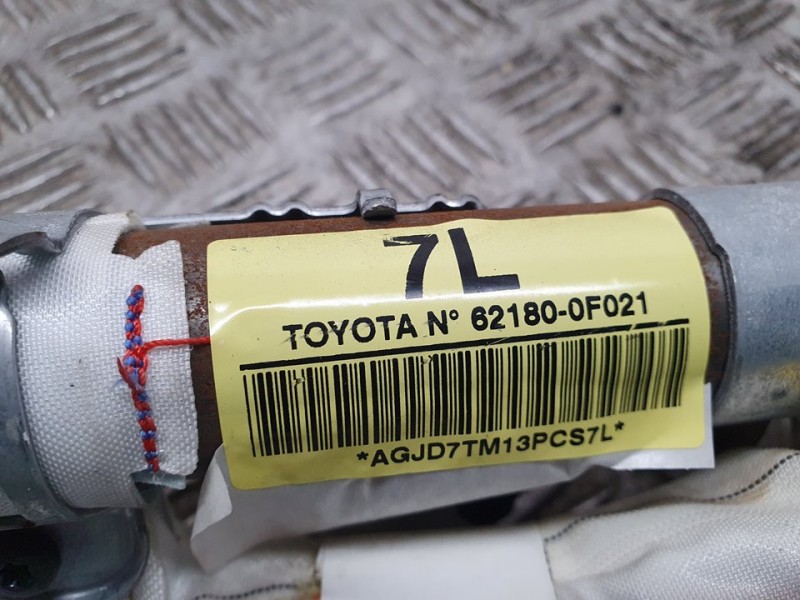 7L
TOYOTA N° 62180-0F021
*AGJD7TM13PCS7L*